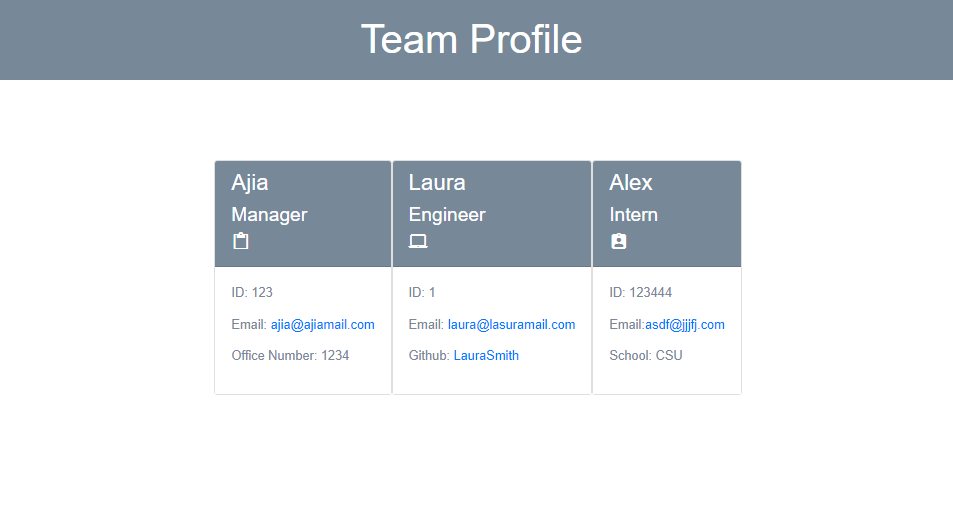 Team Profile
Ajia
Manager
ID: 123
Email: ajia@ajiamail.com
Office Number: 1234
Laura
Engineer
ID: 1
Email: laura@lasuramail.com
Github: LauraSmith
Alex
Intern
ID: 123444
Email:asdf@jjjfj.com
School: CSU